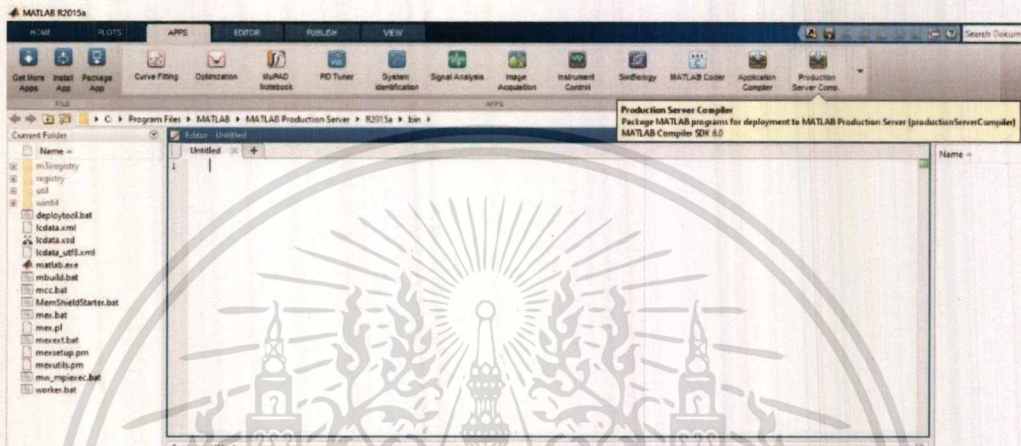 MATLAB R2015a
HOME PLOTS APPS EDITOR PUBLISH VIEW
Search Docum
Get More Apps Install App Package App Curve Fitting Optimization MuPAD Notebook PID Tuner System Identification Signal Analysis Image Acquisition Instrument Control SimBiology MATLAB Coder Application Compiler Production Server Comp.
FILE APPS
Production Server Compiler
Package MATLAB programs for deployment to MATLAB Production Server (productionServerCompiler)
MATLAB Compiler SDK 6.0
C: Program Files MATLAB MATLAB Production Server R2015a bin
Current Folder
Editor - Untitled
Name
Untitled
Name
1
m3iregistry
registry
util
win64
deploytool.bat
lcdata.xml
lcdata.xsd
lcdata_utf8.xml
matlab.exe
mbuild.bat
mcc.bat
MemShieldStarter.bat
mex.bat
mex.pl
mexext.bat
mexsetup.pm
mexutils.pm
mw_mpiexec.bat
worker.bat